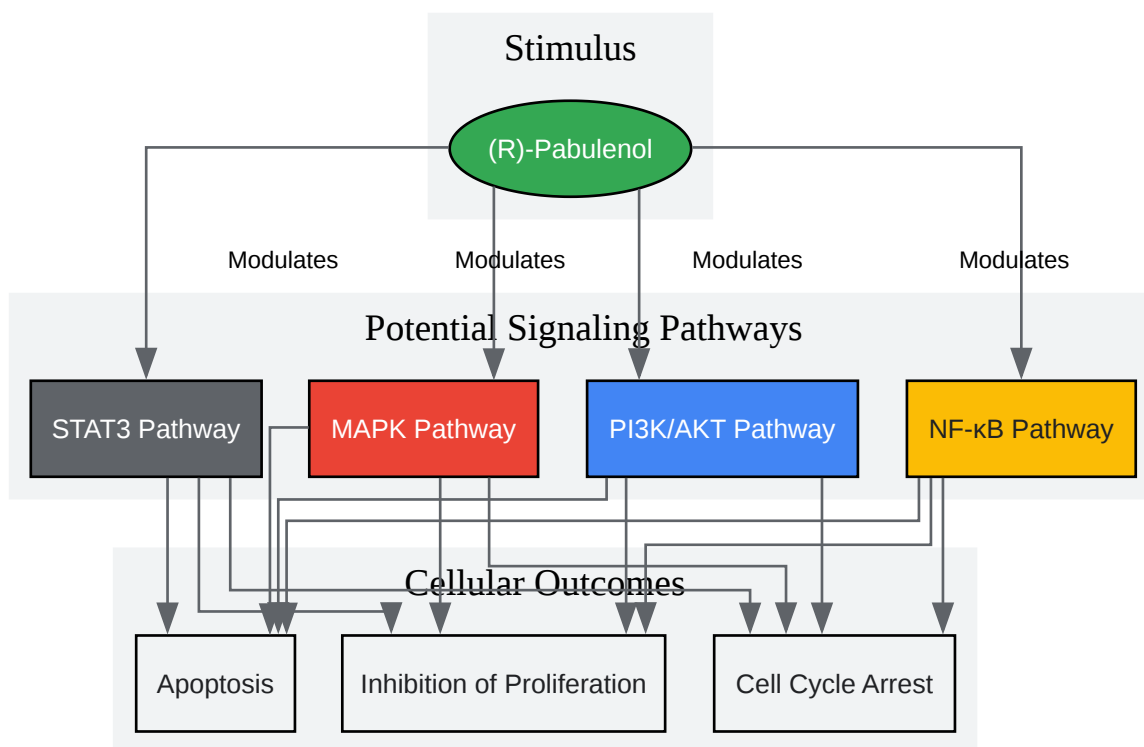 Stimulus
(R)-Pabulenol
Modulates
Modulates
Modulates
Modulates
Potential Signaling Pathways
STAT3 Pathway
MAPK Pathway
PI3K/AKT Pathway
NF-κB Pathway
Cellular Outcomes
Apoptosis
Inhibition of Proliferation
Cell Cycle Arrest